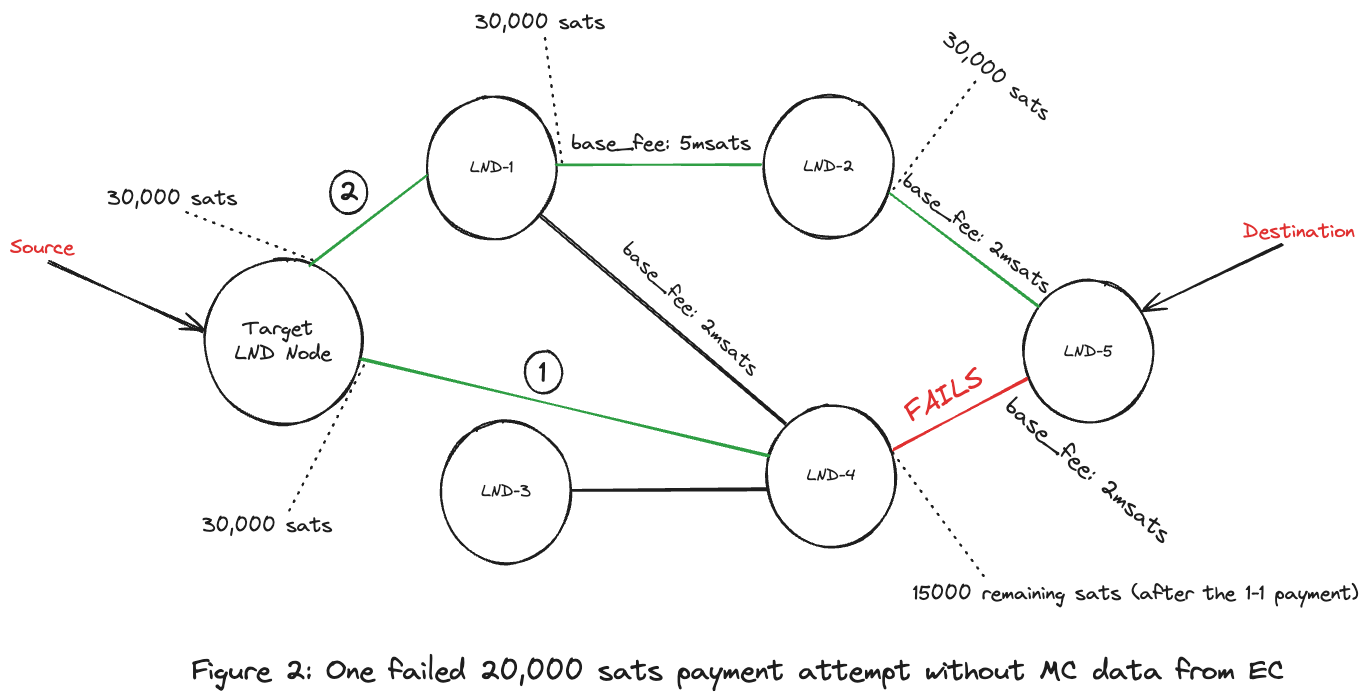 30,000 sats
30,000 sats
base_fee: 5msats
LND-1
LND-2
2
30,000 sats
base_fee: 2msats
Source
Destination
base_fee: 2msats
Target
LND Node
LND-5
1
FAILS
base_fee: 2msats
LND-3
LND-4
30,000 sats
15000 remaining sats (after the 1-1 payment)
Figure 2: One failed 20,000 sats payment attempt without MC data from EC